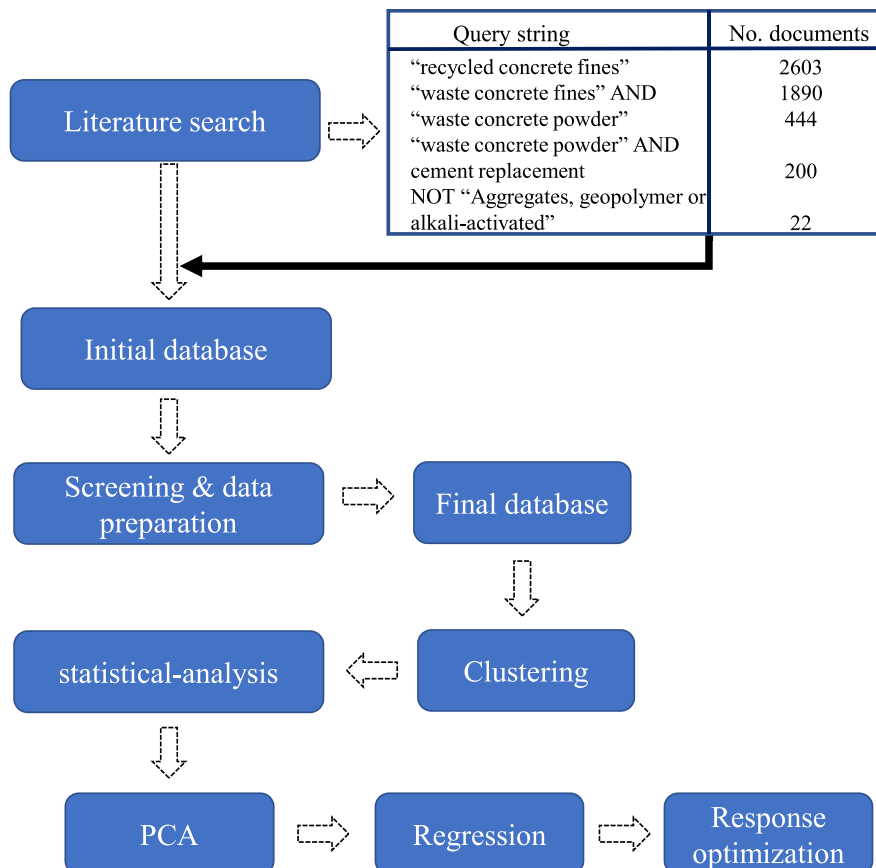 Query string No. documents
"recycled concrete fines" 2603
"waste concrete fines" AND 1890
"waste concrete powder" 444
"waste concrete powder" AND
cement replacement 200
NOT "Aggregates, geopolymer or
alkali-activated" 22
Literature search
Initial database
Screening & data
preparation
Final database
Clustering
statistical-analysis
PCA
Regression
Response
optimization